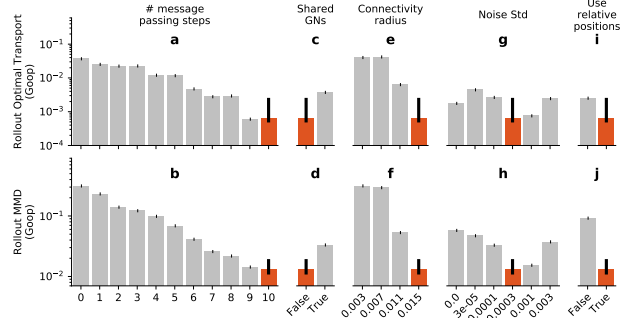 # message
passing steps
Shared
GNs
Connectivity
radius
Noise Std
Use
relative
positions
Rollout Optimal Transport
(Goop)
10⁻¹
10⁻²
10⁻³
10⁻⁴
a
c
e
g
i
Rollout MMD
(Goop)
10⁻¹
10⁻²
b
d
f
h
j
0 1 2 3 4 5 6 7 8 9 10
False True
0.003 0.007 0.011 0.015
0.0 3e-05 0.0001 0.0003 0.001 0.003
False True